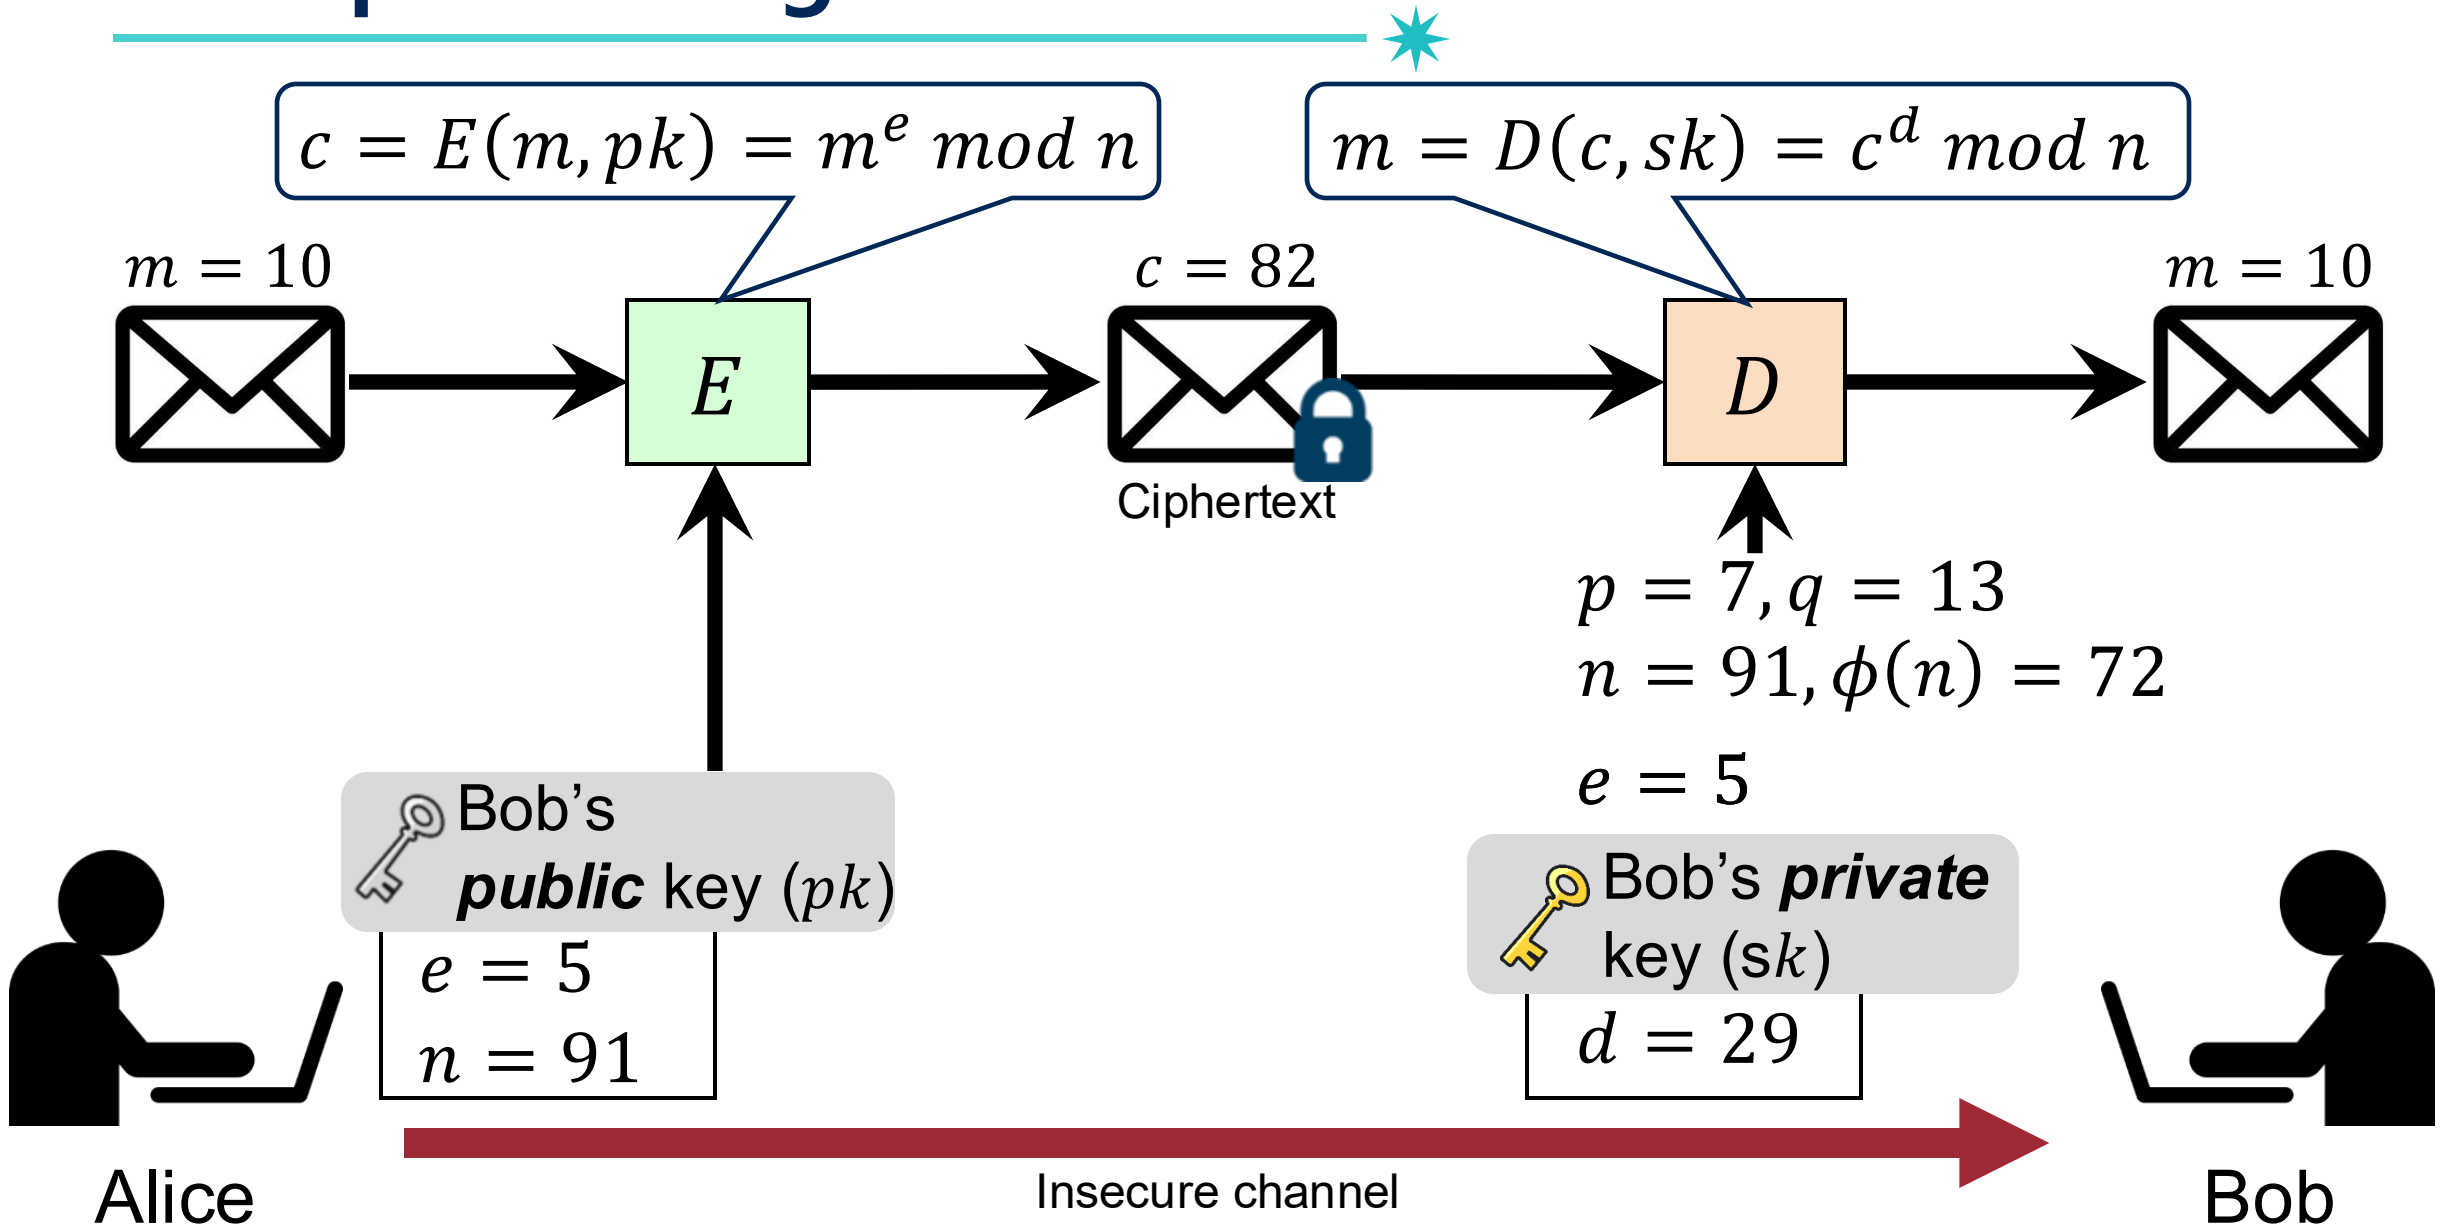 c = E(m, pk) = m^e mod n
m = D(c, sk) = c^d mod n
m = 10
c = 82
m = 10
E
D
Ciphertext
p = 7, q = 13
n = 91, ϕ(n) = 72
e = 5
Bob’s
public key (pk)
e = 5
n = 91
Bob’s private
key (sk)
d = 29
Insecure channel
Alice
Bob